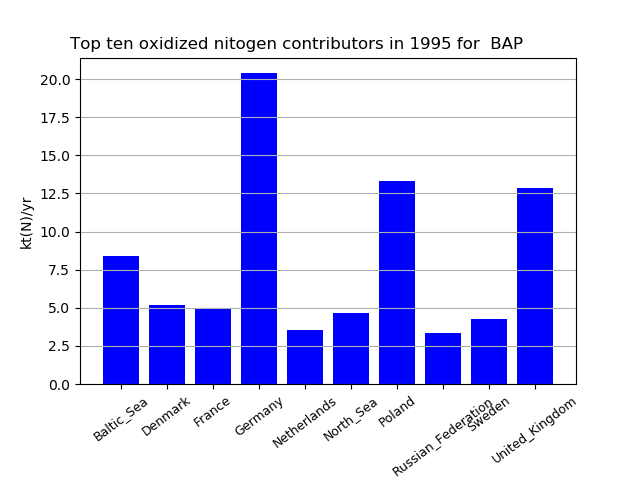 Top ten oxidized nitogen contributors in 1995 for  BAP
kt(N)/yr
20.0
17.5
15.0
12.5
10.0
7.5
5.0
2.5
0.0
Baltic_Sea
Denmark
France
Germany
Netherlands
North_Sea
Poland
Russian_Federation
Sweden
United_Kingdom